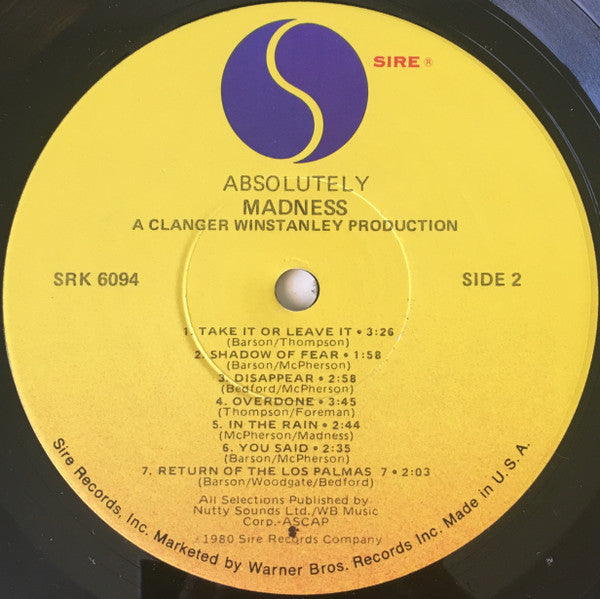 SIRE ®
ABSOLUTELY
MADNESS
A CLANGER WINSTANLEY PRODUCTION
SRK 6094
SIDE 2
1. TAKE IT OR LEAVE IT • 3:26
(Barson/Thompson)
2. SHADOW OF FEAR • 1:58
(Barson/McPherson)
3. DISAPPEAR • 2:58
(Bedford/McPherson)
4. OVERDONE • 3:45
(Thompson/Foreman)
5. IN THE RAIN • 2:44
(McPherson/Madness)
6. YOU SAID • 2:35
(Barson/McPherson)
7. RETURN OF THE LOS PALMAS 7 • 2:03
(Barson/Woodgate/Bedford)
All Selections Published by
Nutty Sounds Ltd./WB Music
Corp.-ASCAP
1980 Sire Records Company
Sire Records, Inc. Marketed by Warner Bros. Records Inc. Made in U.S.A.